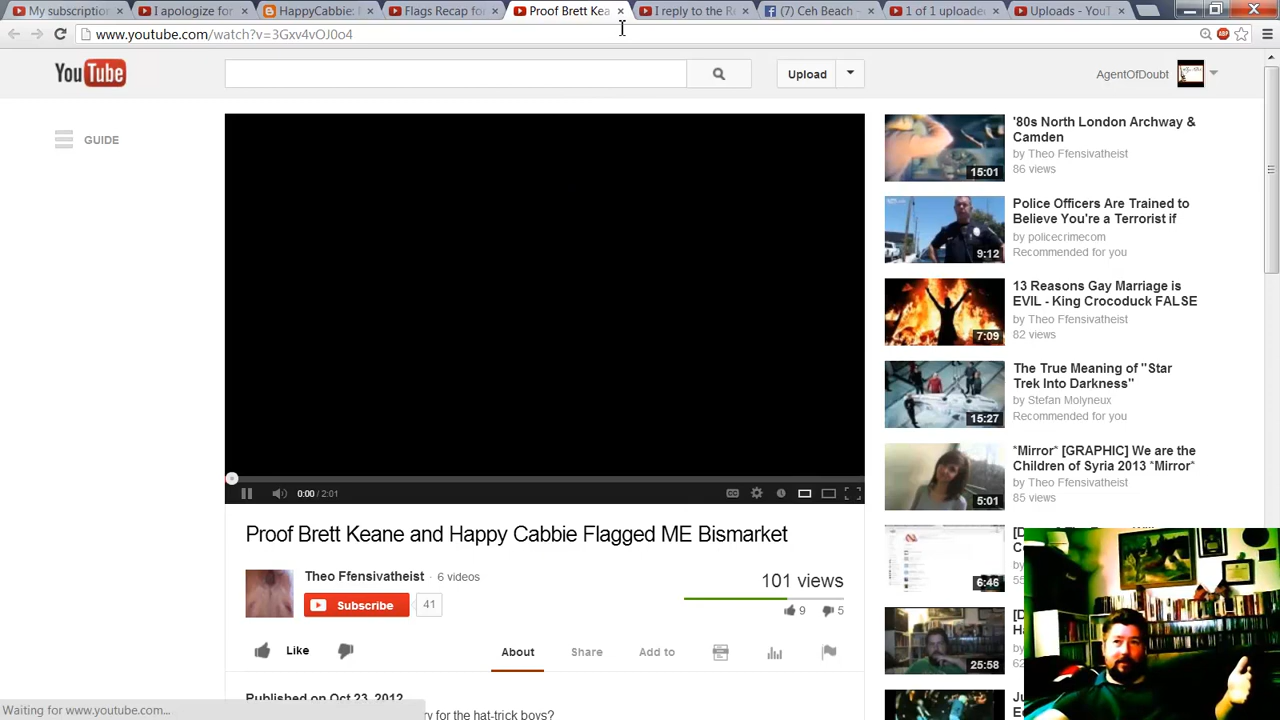 My subscription
I apologize for
HappyCabbie:
Flags Recap for
Proof Brett Kea
I reply to the Re
(7) Ceh Beach -
1 of 1 uploade
Uploads - YouT
www.youtube.com/watch?v=3Gxv4vOJ0o4
ABP
YouTube
Upload
AgentOfDoubt
GUIDE
'80s North London Archway &
Camden
by Theo Ffensivatheist
86 views
15:01
Police Officers Are Trained to
Believe You're a Terrorist if
by policecrimecom
Recommended for you
9:12
13 Reasons Gay Marriage is
EVIL - King Crocoduck FALSE
by Theo Ffensivatheist
82 views
7:09
The True Meaning of "Star
Trek Into Darkness"
by Stefan Molyneux
Recommended for you
15:27
*Mirror* [GRAPHIC] We are the
Children of Syria 2013 *Mirror*
by Theo Ffensivatheist
85 views
5:01
6:46
25:58
0:00 / 2:01
Proof Brett Keane and Happy Cabbie Flagged ME Bismarket
Theo Ffensivatheist · 6 videos
Subscribe
41
101 views
9
5
Like
About
Share
Add to
Published on Oct 23, 2012
ry for the hat-trick boys?
Waiting for www.youtube.com...